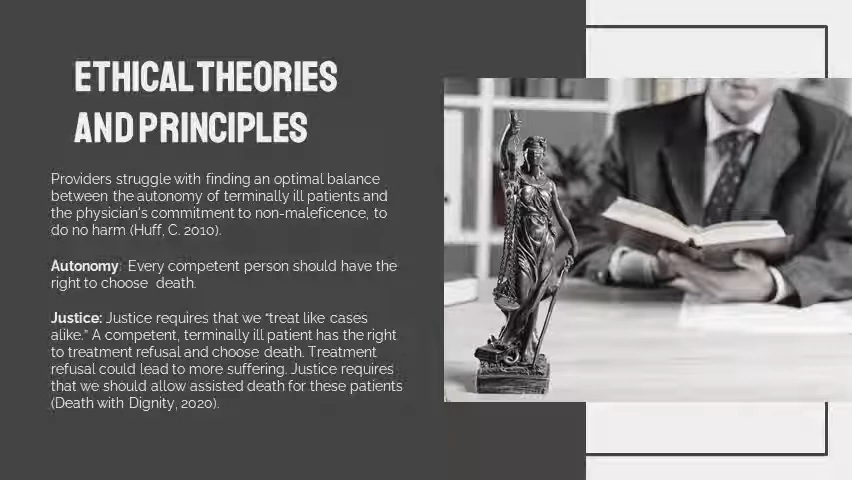 ETHICAL THEORIES
AND PRINCIPLES
Providers struggle with finding an optimal balance
between the autonomy of terminally ill patients and
the physician's commitment to non-maleficence, to
do no harm (Huff, C. 2010).
Autonomy: Every competent person should have the
right to choose death.
Justice: Justice requires that we "treat like cases
alike." A competent, terminally ill patient has the right
to treatment refusal and choose death. Treatment
refusal could lead to more suffering. Justice requires
that we should allow assisted death for these patients
(Death with Dignity, 2020).